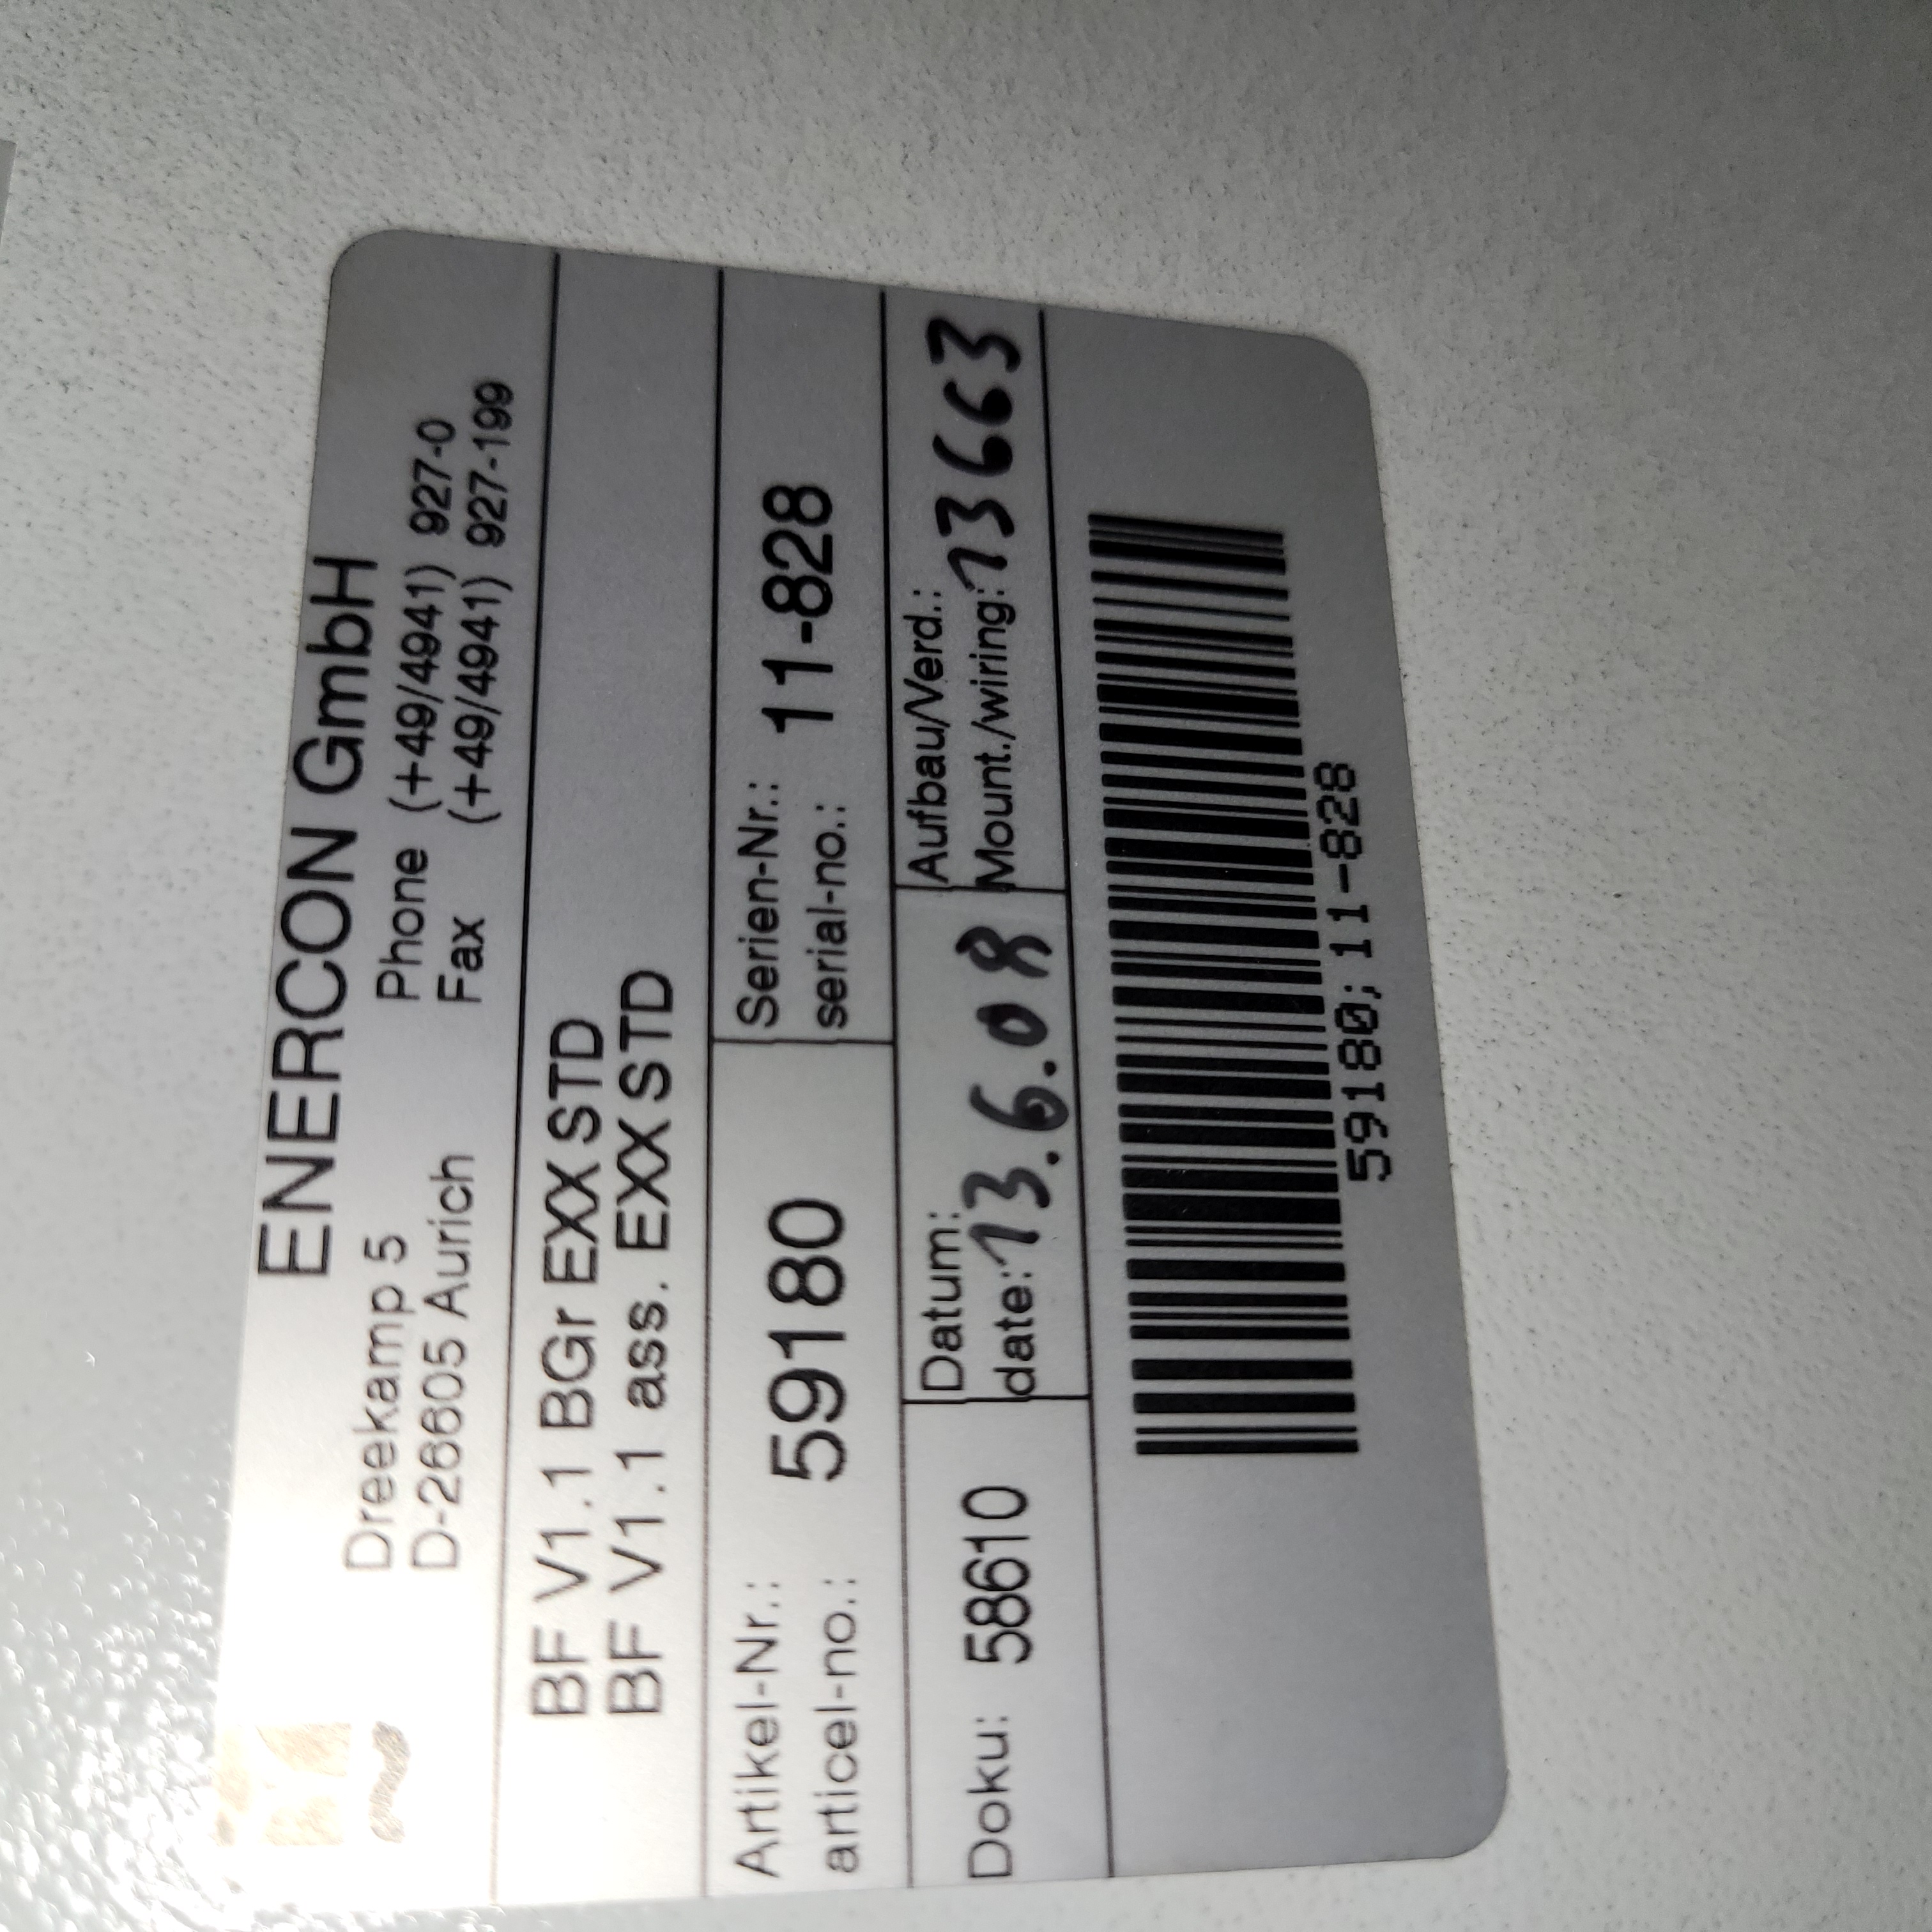 ENERCON GmbH
Dreekamp 5 Phone (+49/4941) 927-0
D-26605 Aurich Fax (+49/4941) 927-199
BF V1.1 BGr EXX STD
BF V1.1 ass. EXX STD
Artikel-Nr.: Serien-Nr.:
articel-no.: 59180 serial-no.: 11-828
Datum: Aufbau/Verd.:
Doku: 58610 date: 13.6.08 Mount./wiring: 13663
59180; 11-828